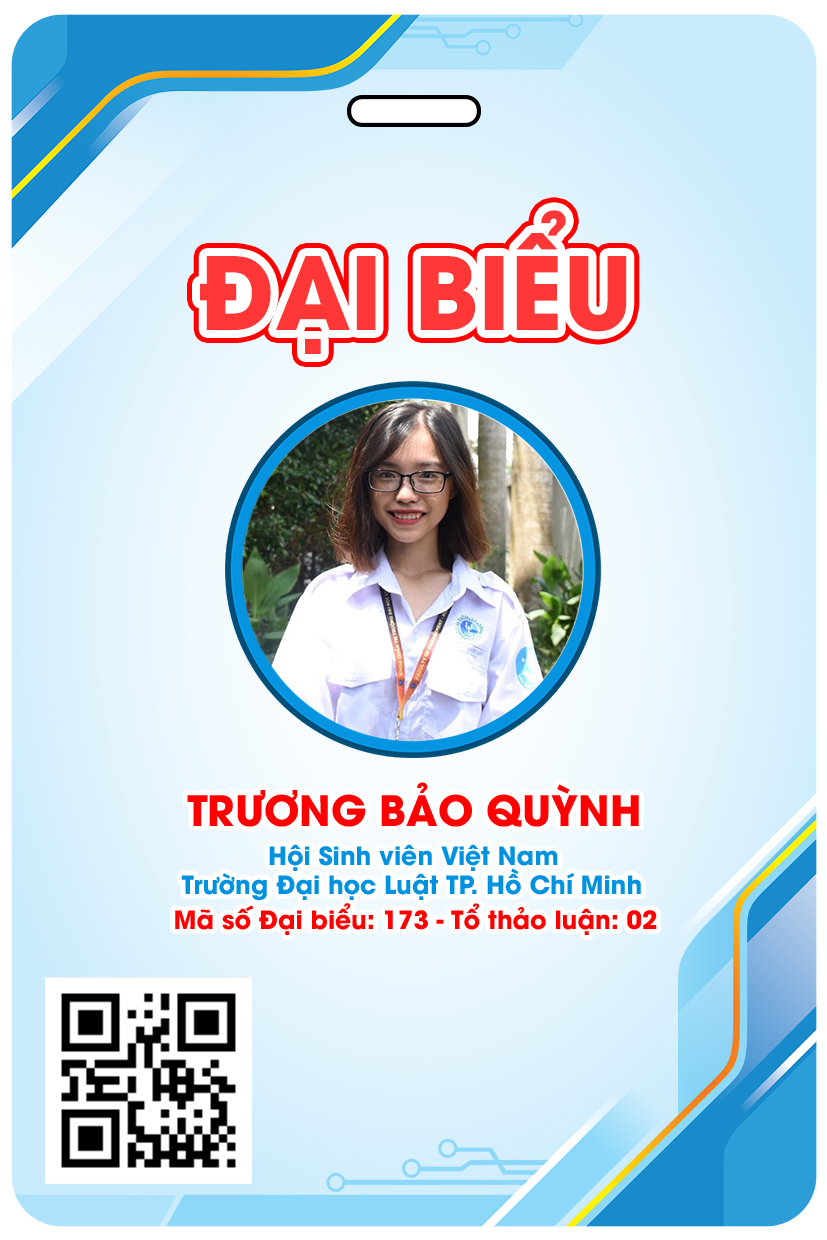 ĐẠI BIỂU
TRƯƠNG BẢO QUỲNH
Hội Sinh viên Việt Nam
Trường Đại học Luật TP. Hồ Chí Minh
Mã số Đại biểu: 173 - Tổ thảo luận: 02